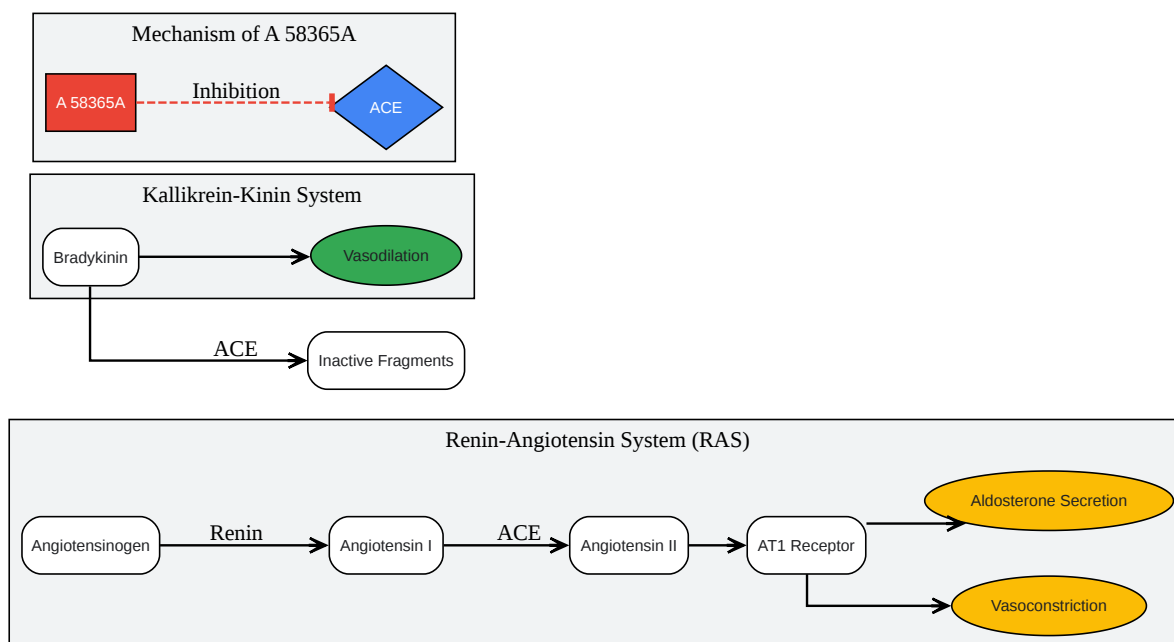 Mechanism of A 58365A
A 58365A
Inhibition
ACE
Kallikrein-Kinin System
Bradykinin
Vasodilation
ACE
Inactive Fragments
Renin-Angiotensin System (RAS)
Aldosterone Secretion
Angiotensinogen
Renin
Angiotensin I
ACE
Angiotensin II
AT1 Receptor
Vasoconstriction